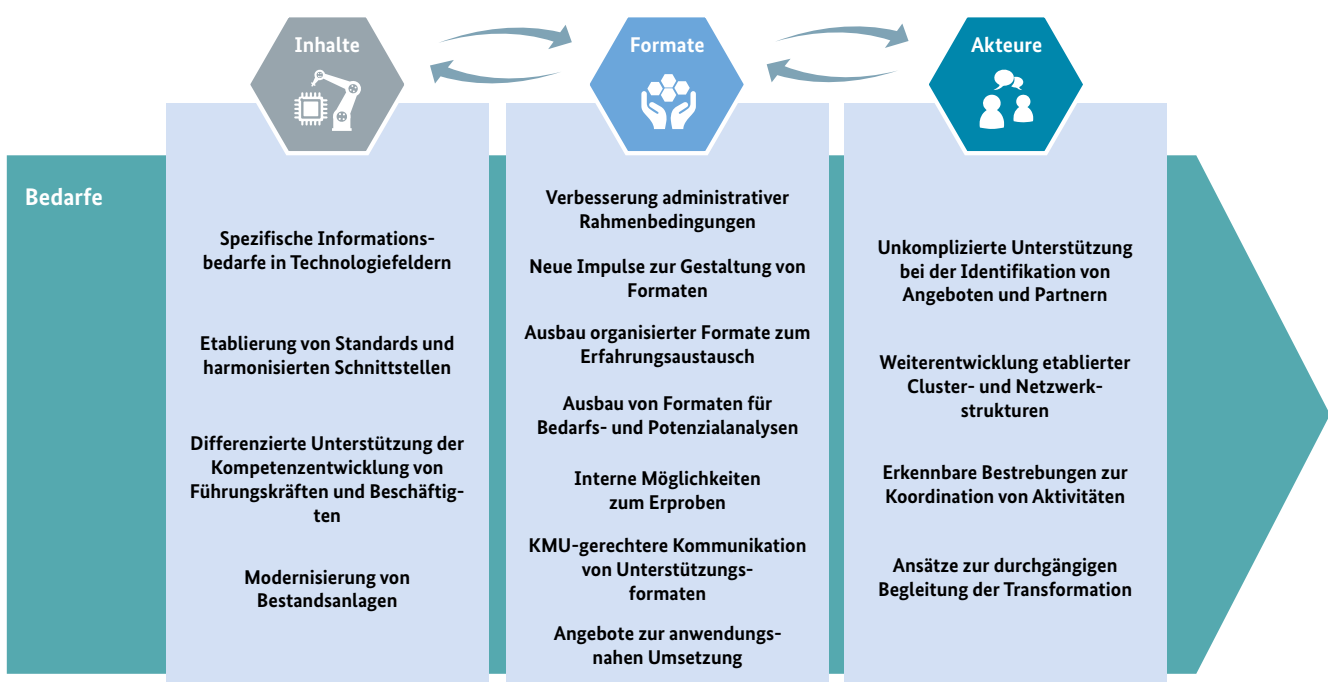 Inhalte
Formate
Akteure
Bedarfe
Spezifische Informations-
bedarfe in Technologiefeldern
Etablierung von Standards und
harmonisierten Schnittstellen
Differenzierte Unterstützung der
Kompetenzentwicklung von
Führungskräften und Beschäftig-
ten
Modernisierung von
Bestandsanlagen
Verbesserung administrativer
Rahmenbedingungen
Neue Impulse zur Gestaltung von
Formaten
Ausbau organisierter Formate zum
Erfahrungsaustausch
Ausbau von Formaten für
Bedarfs- und Potenzialanalysen
Interne Möglichkeiten
zum Erproben
KMU-gerechtere Kommunikation
von Unterstützungs-
formaten
Angebote zur anwendungs-
nahen Umsetzung
Unkomplizierte Unterstützung
bei der Identifikation von
Angeboten und Partnern
Weiterentwicklung etablierter
Cluster- und Netzwerk-
strukturen
Erkennbare Bestrebungen zur
Koordination von Aktivitäten
Ansätze zur durchgängigen
Begleitung der Transformation